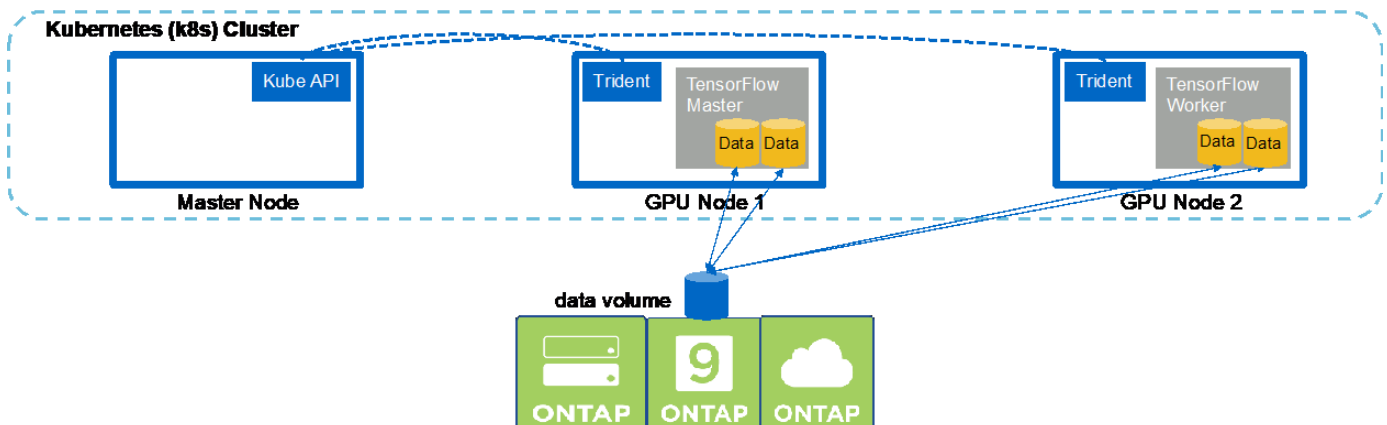 Kubernetes (k8s) Cluster
Kube API
Master Node
Trident
TensorFlow
Master
Data
Data
GPU Node 1
Trident
TensorFlow
Worker
Data
Data
GPU Node 2
data volume
ONTAP
9
ONTAP
ONTAP